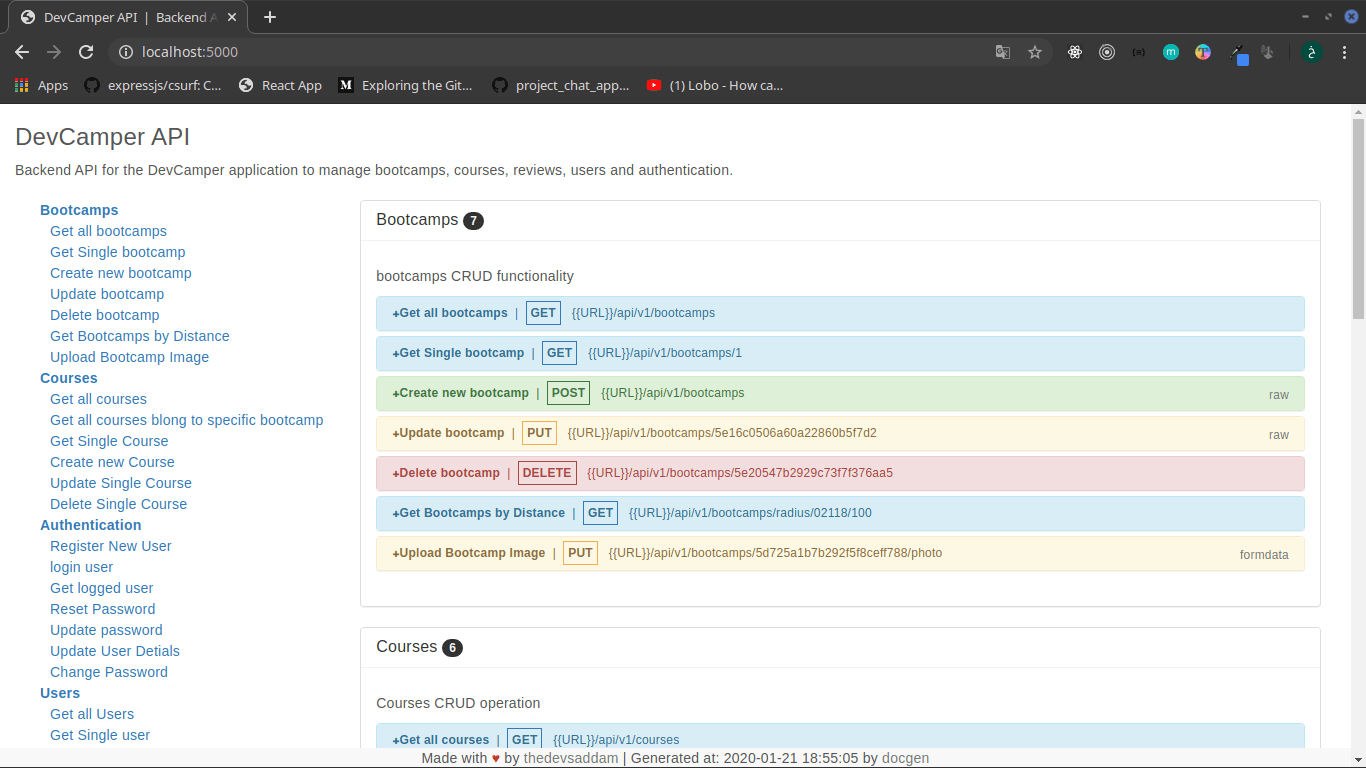 DevCamper API | Backend A
localhost:5000
Apps expressjs/csurf: C... React App Exploring the Git... project_chat_app... (1) Lobo - How ca...
DevCamper API
Backend API for the DevCamper application to manage bootcamps, courses, reviews, users and authentication.
Bootcamps
Get all bootcamps
Get Single bootcamp
Create new bootcamp
Update bootcamp
Delete bootcamp
Get Bootcamps by Distance
Upload Bootcamp Image
Courses
Get all courses
Get all courses blong to specific bootcamp
Get Single Course
Create new Course
Update Single Course
Delete Single Course
Authentication
Register New User
login user
Get logged user
Reset Password
Update password
Update User Detials
Change Password
Users
Get all Users
Get Single user
Bootcamps 7
bootcamps CRUD functionality
+Get all bootcamps | GET {{URL}}/api/v1/bootcamps
+Get Single bootcamp | GET {{URL}}/api/v1/bootcamps/1
+Create new bootcamp | POST {{URL}}/api/v1/bootcamps raw
+Update bootcamp | PUT {{URL}}/api/v1/bootcamps/5e16c0506a60a22860b5f7d2 raw
+Delete bootcamp | DELETE {{URL}}/api/v1/bootcamps/5e20547b2929c73f7f376aa5
+Get Bootcamps by Distance | GET {{URL}}/api/v1/bootcamps/radius/02118/100
+Upload Bootcamp Image | PUT {{URL}}/api/v1/bootcamps/5d725a1b7b292f5f8ceff788/photo formdata
Courses 6
Courses CRUD operation
+Get all courses | GET {{URL}}/api/v1/courses
Made with ♥ by thedevsaddam | Generated at: 2020-01-21 18:55:05 by docgen